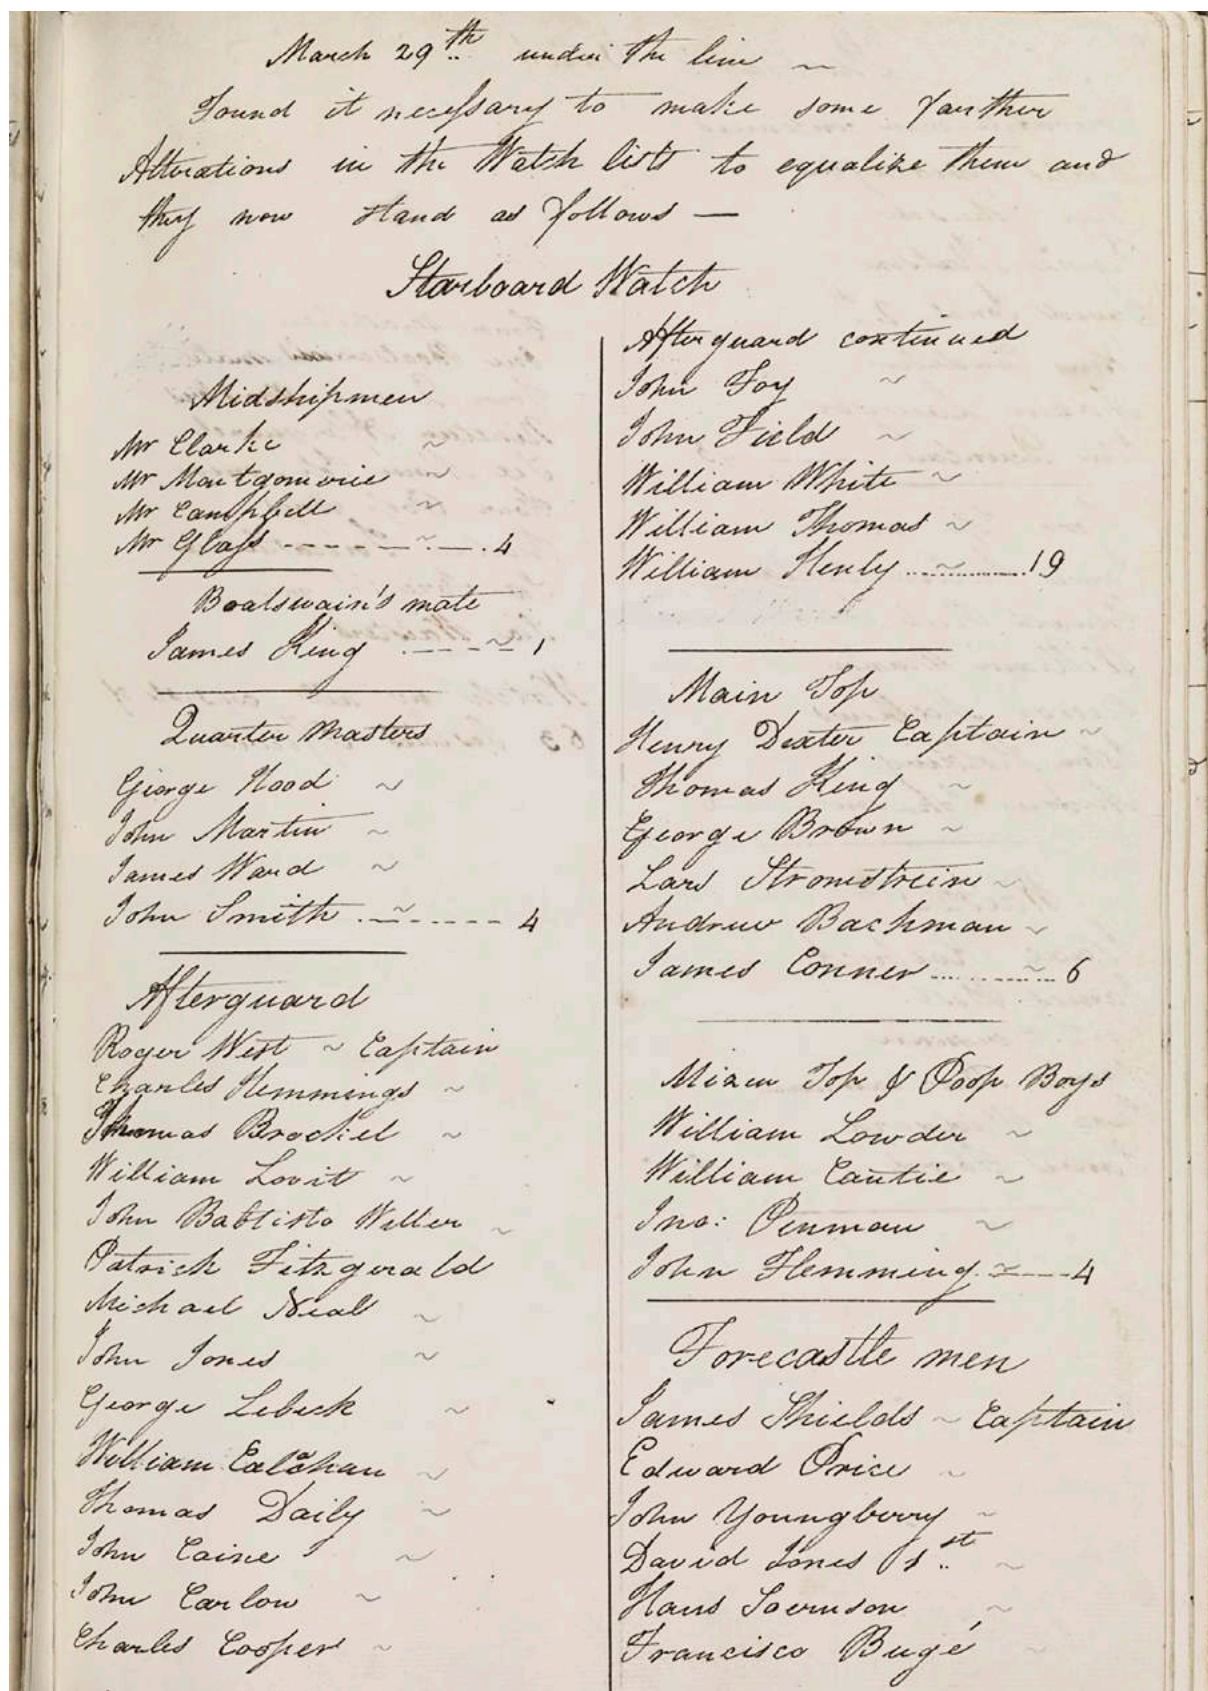 March 29th.. under the line ~
Found it necessary to make some farther
Alterations in the Watch lists to equalize them and
they now stand as follows —
Starboard Watch
Midshipmen
Mr Clarke ~
Mr Montgomerie ~
Mr Campbell ~
Mr Glass ---~--- 4
Boatswain's mate
James King ---~-- 1
Quarter Masters
George Hood ~
John Martin ~
James Ward ~
John Smith --~----- 4
Afterguard
Roger West ~ Captain
Charles Hemmings ~
Thomas Brockel ~
William Lovit ~
John Battisto Willer ~
Patrick Fitzgerald
Michael Neal ~
John Jones ~
George Lebeck ~
William Calahan ~
Thomas Daily ~
John Caine ~
John Carlow ~
Charles Cooper ~
Afterguard continued
John Foy ~
John Field ~
William White ~
William Thomas ~
William Henly ....~........ 19
Main Top
Henry Dexter Captain ~
Thomas King ~
George Brown ~
Lars Stromstrein ~
Andrew Bachman ~
James Conner .......~... 6
Mizen Top & Poop Boys
William Lowder ~
William Cautie ~
Jno: Penman ~
John Flemming ~---- 4
Forecastle men
James Shields ~ Captain
Edward Price ~
John Youngberry ~
David Jones 1st.. ~
Hans Soernson ~
Francisco Bugé ~